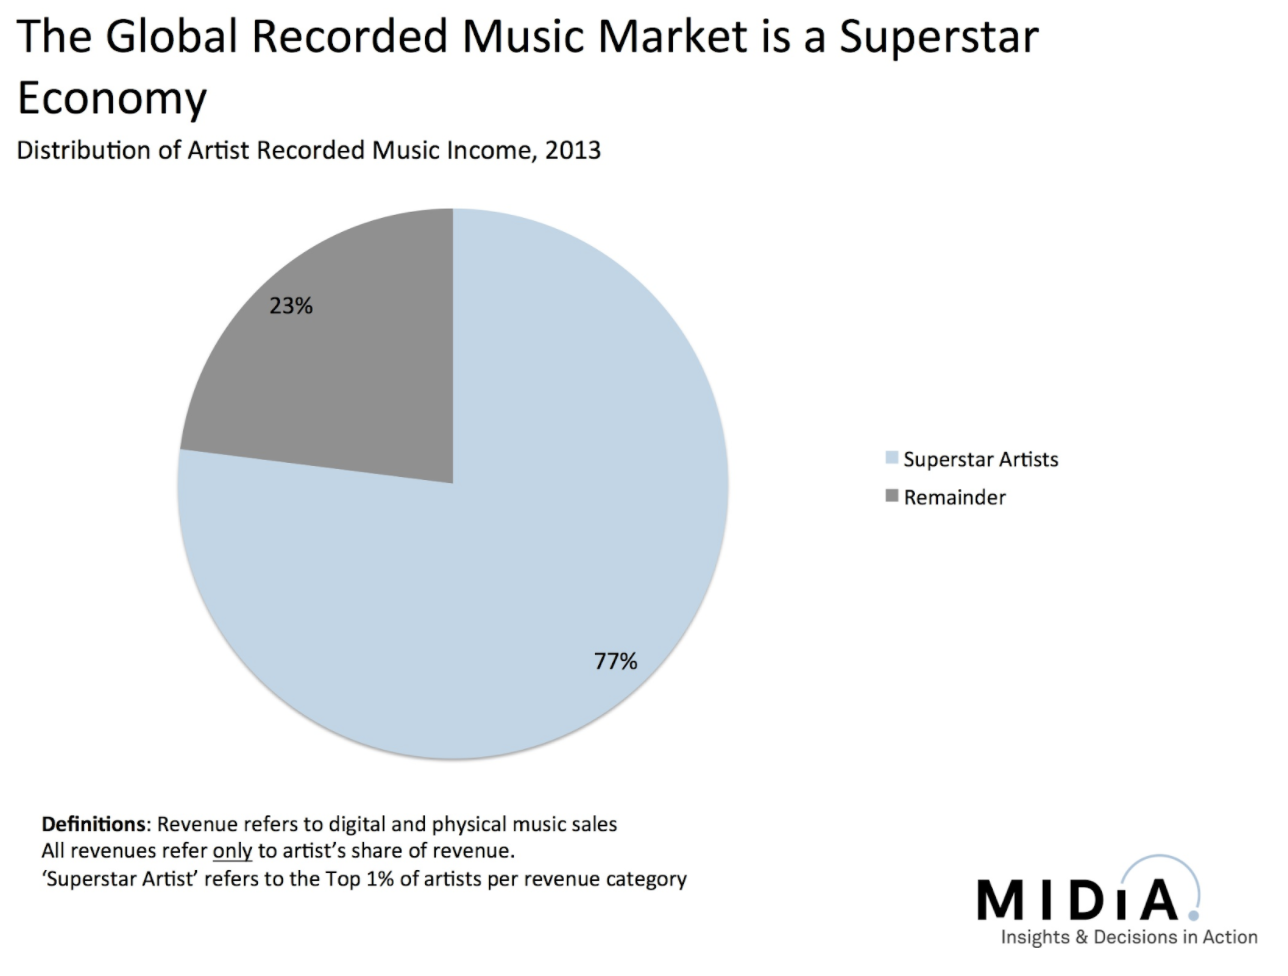 The Global Recorded Music Market is a Superstar
Economy
Distribution of Artist Recorded Music Income, 2013
23%
Superstar Artists
Remainder
77%
Definitions: Revenue refers to digital and physical music sales
All revenues refer only to artist's share of revenue.
‘Superstar Artist’ refers to the Top 1% of artists per revenue category
MIDiA
Insights & Decisions in Action